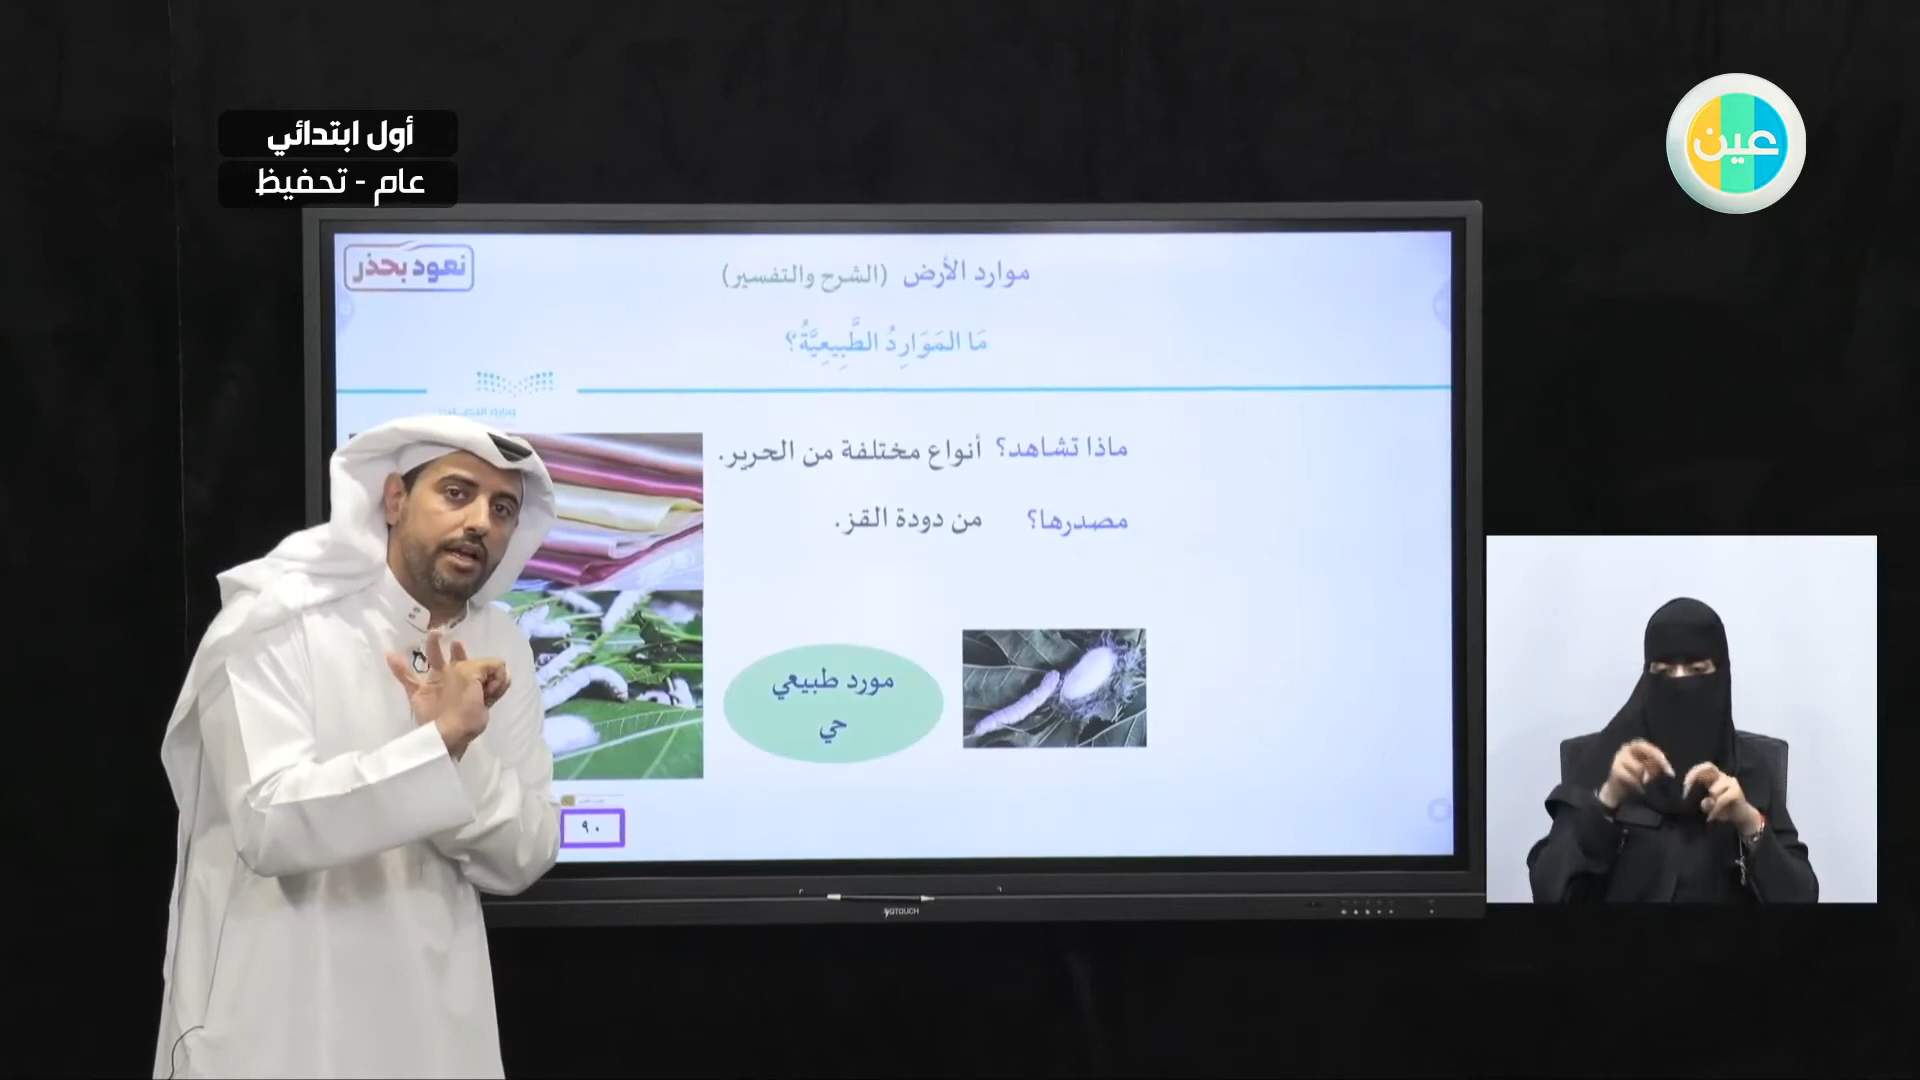 أول ابتدائي
عام - تحفيظ
عين
نعود بحذر
موارد الأرض (الشرح والتفسير)
مَا المَوَارِدُ الطَّبِيعِيَّةُ؟
ماذا تشاهد؟ أنواع مختلفة من الحرير.
مصدرها؟ من دودة القز.
مورد طبيعي
حي
٩٠